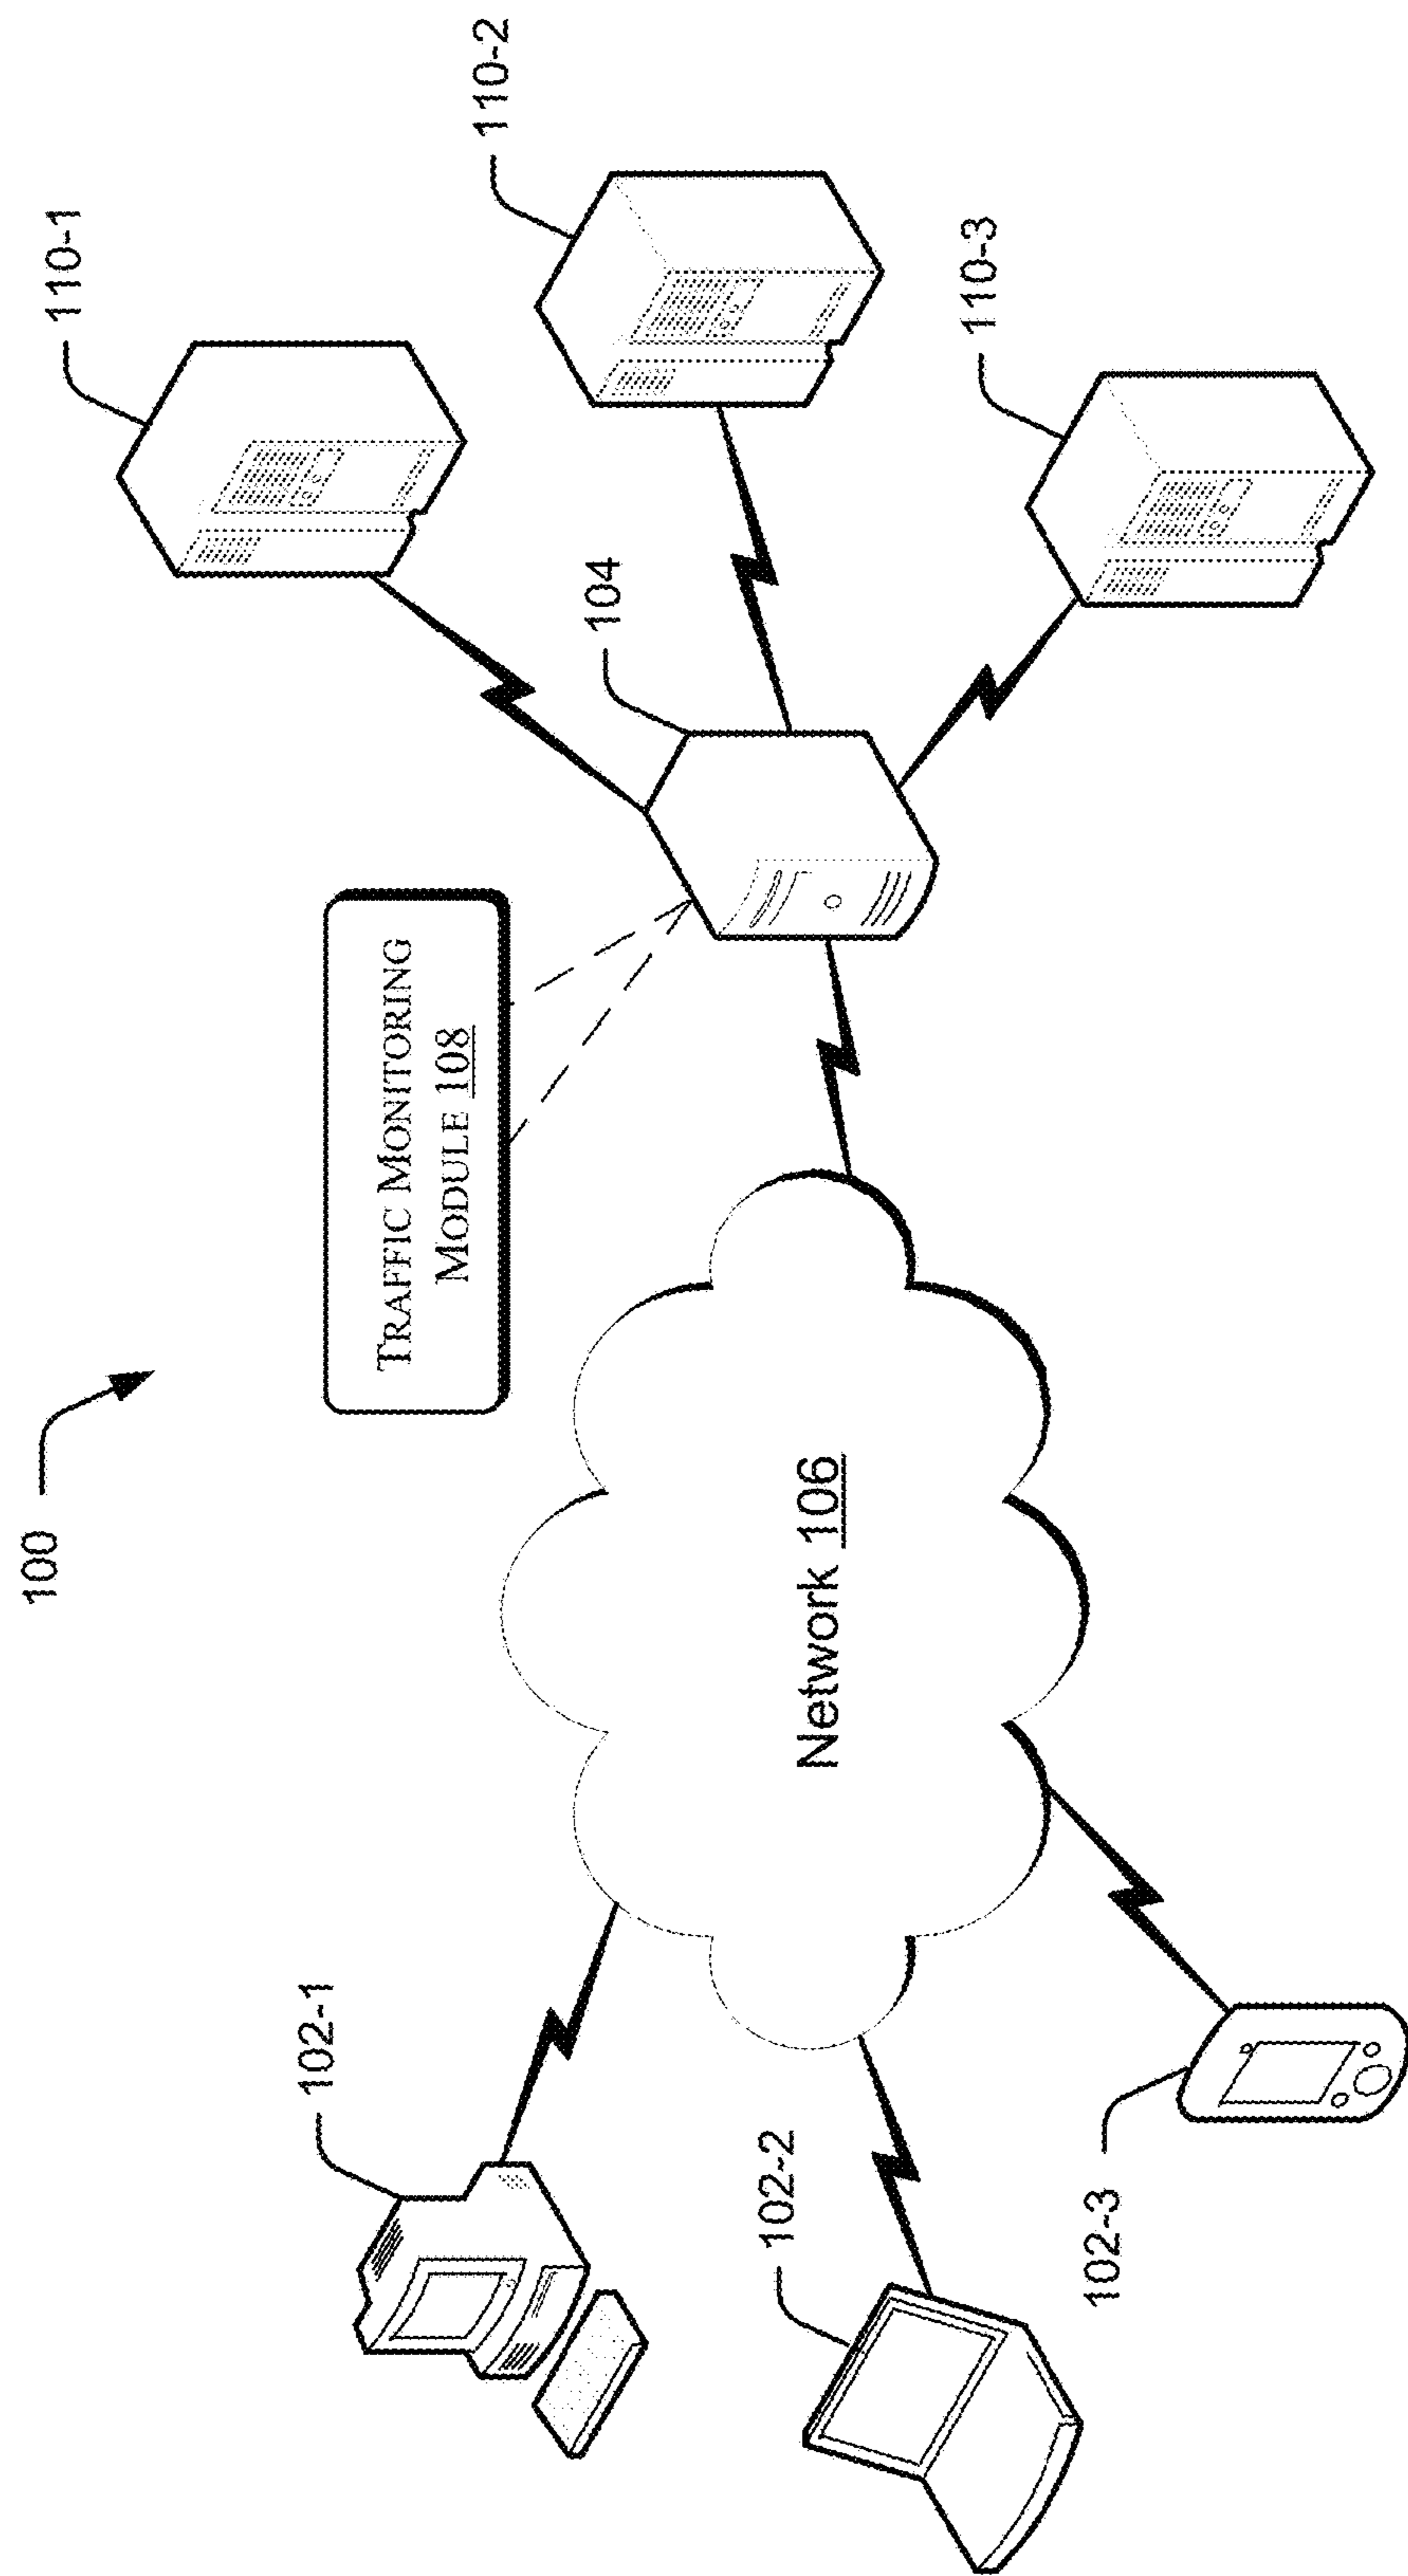 100
110-1
110-2
110-3
104
TRAFFIC MONITORING
MODULE 108
Network 106
102-1
102-2
102-3